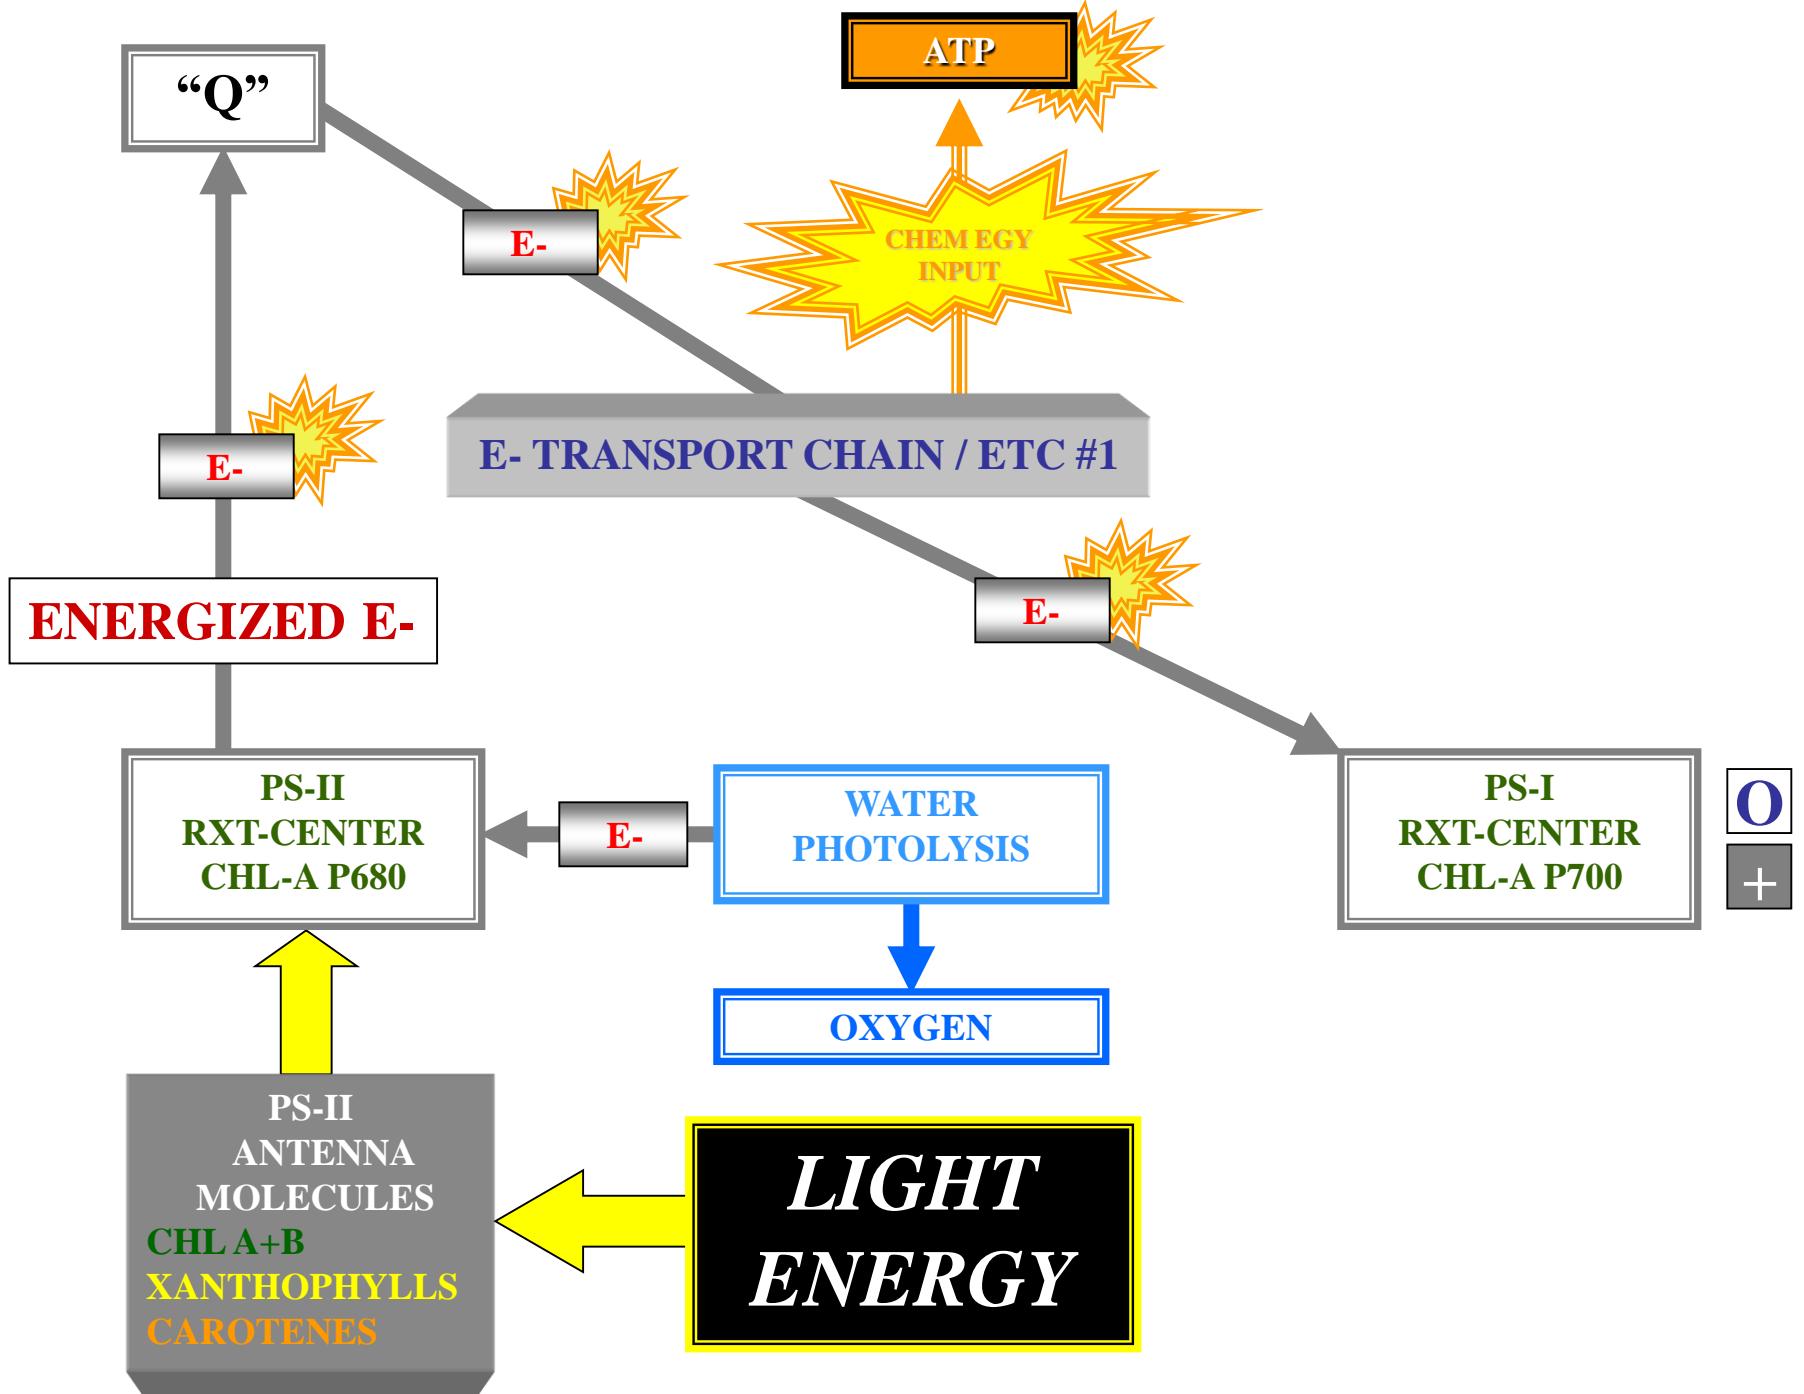 ATP
“Q”
E-
CHEM EGY
INPUT
E- TRANSPORT CHAIN / ETC #1
E-
ENERGIZED E-
E-
PS-II
RXT-CENTER
CHL-A P680
E-
WATER
PHOTOLYSIS
PS-I
RXT-CENTER
CHL-A P700
O
+
OXYGEN
PS-II
ANTENNA
MOLECULES
CHL A+B
XANTHOPHYLLS
CAROTENES
LIGHT
ENERGY